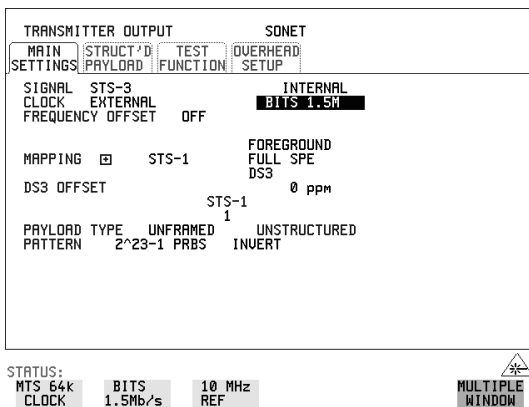 TRANSMITTER OUTPUT SONET
MAIN SETTINGS
STRUCT'D PAYLOAD
TEST FUNCTION
OVERHEAD SETUP
SIGNAL STS-3 INTERNAL
CLOCK EXTERNAL BITS 1.5M
FREQUENCY OFFSET OFF
FOREGROUND
MAPPING + STS-1 FULL SPE
DS3
DS3 OFFSET 0 ppm
STS-1
1
PAYLOAD TYPE UNFRAMED UNSTRUCTURED
PATTERN 2^23-1 PRBS INVERT
STATUS:
MTS 64k CLOCK
BITS 1.5Mb/s
10 MHz REF
MULTIPLE WINDOW